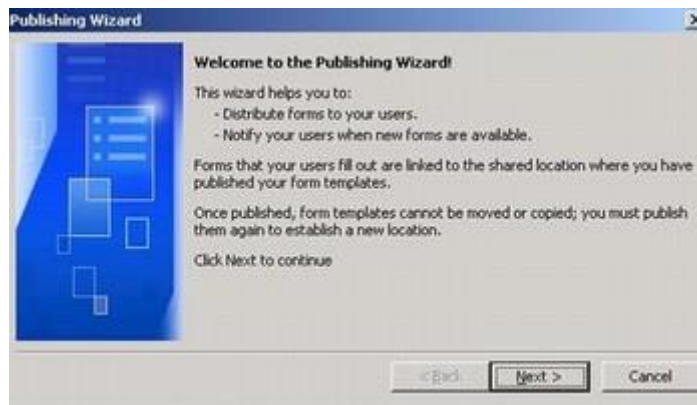 Publishing Wizard
Welcome to the Publishing Wizard!
This wizard helps you to:
- Distribute forms to your users.
- Notify your users when new forms are available.
Forms that your users fill out are linked to the shared location where you have
published your form templates.
Once published, form templates cannot be moved or copied; you must publish
them again to establish a new location.
Click Next to continue
< Back
Next >
Cancel